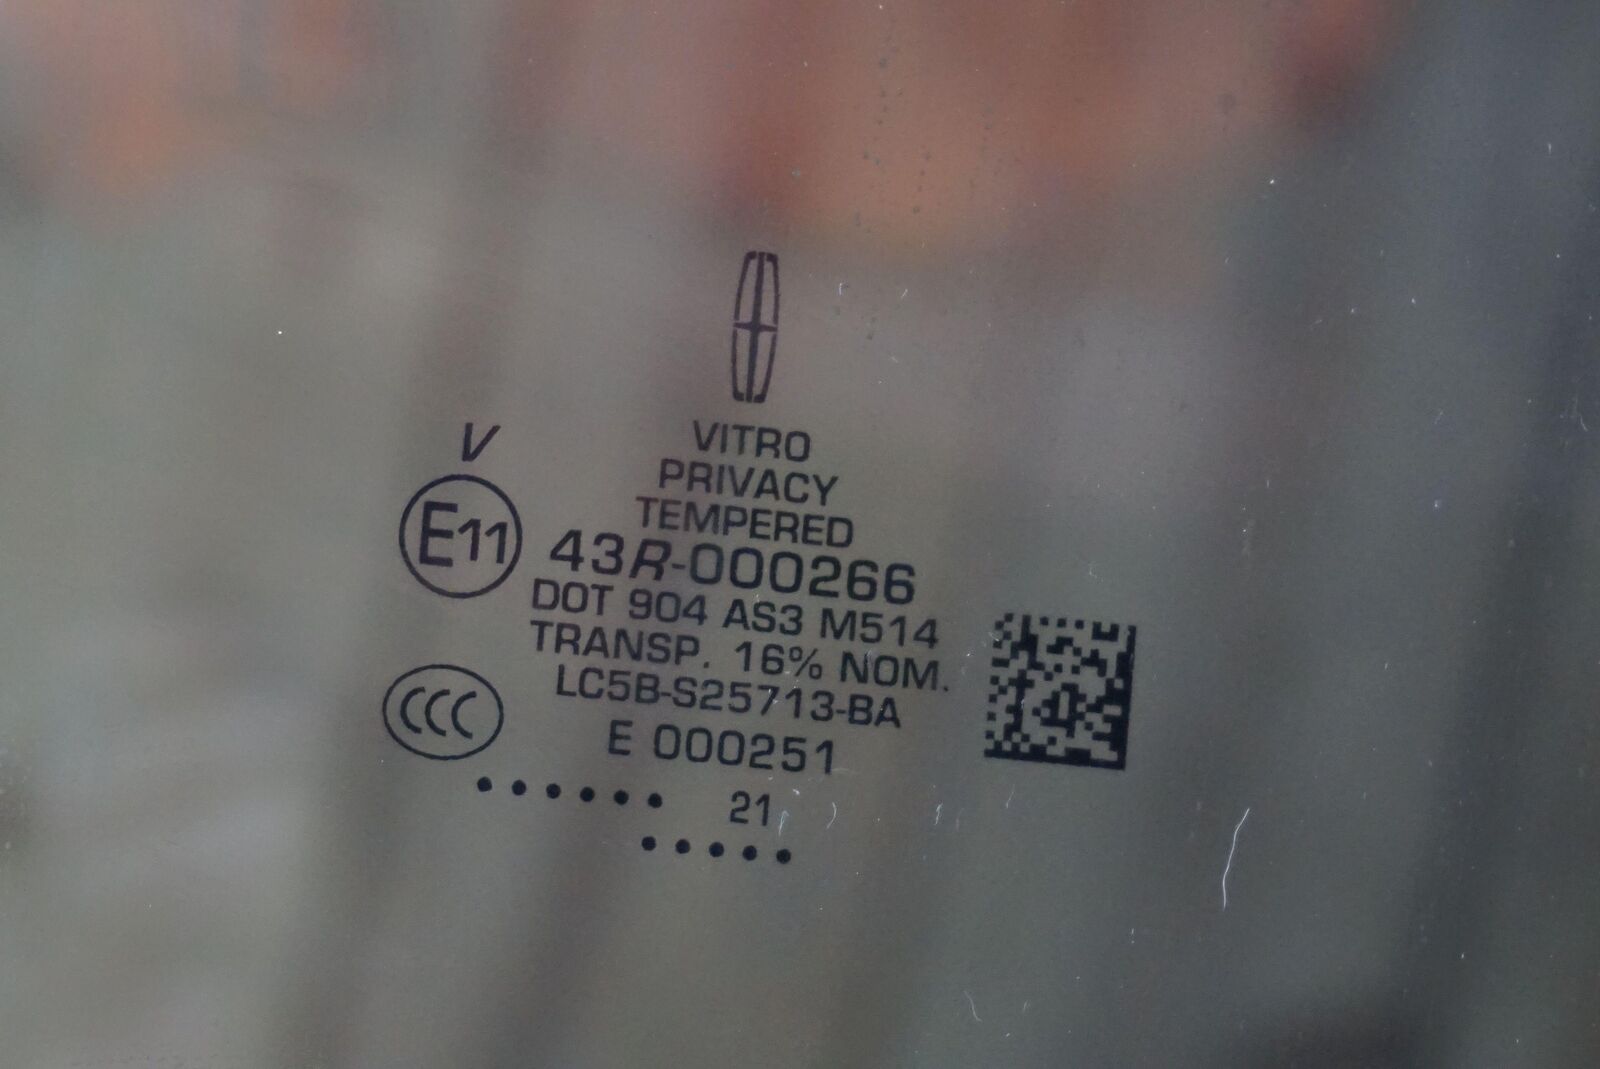 VITRO
PRIVACY
TEMPERED
V
E11
43R-000266
DOT 904 AS3 M514
TRANSP. 16% NOM.
LC5B-S25713-BA
CCC
E 000251
...... 21
.....